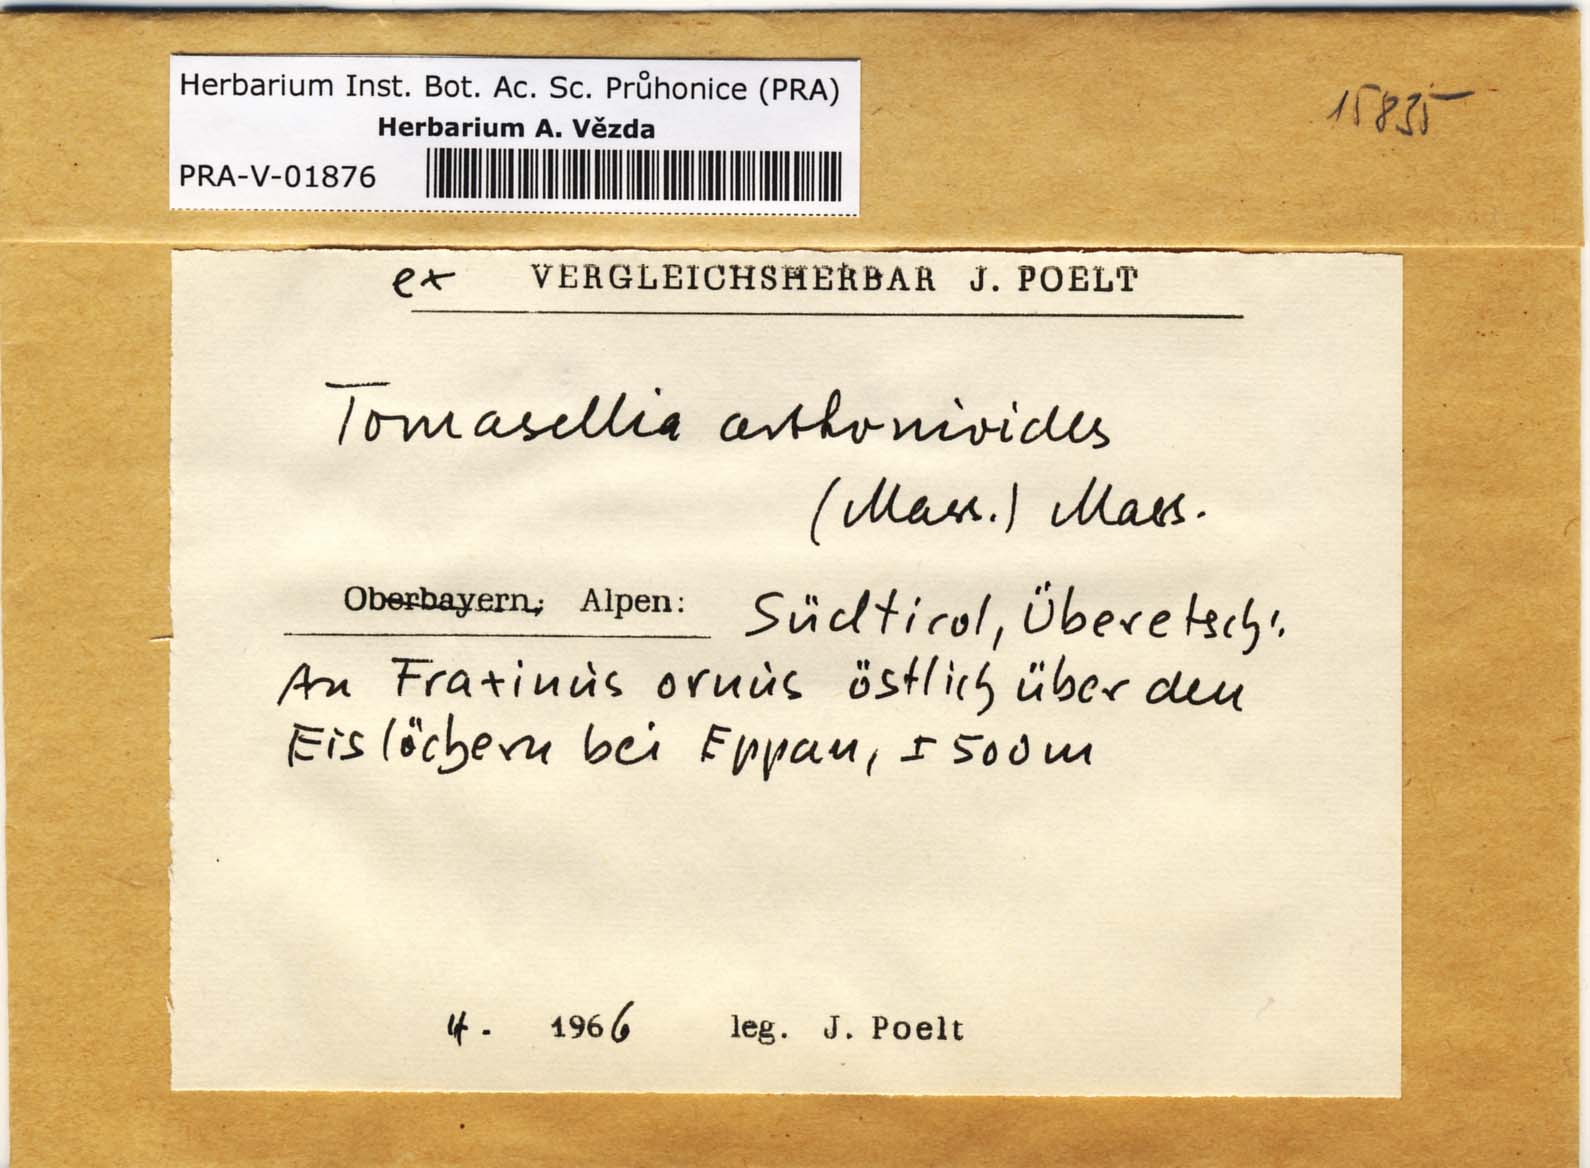 Herbarium Inst. Bot. Ac. Sc. Průhonice (PRA)
Herbarium A. Vězda
PRA-V-01876
15835
ex VERGLEICHSHERBAR J. POELT
Tomasellia arthonioides
(Mass.) Mass.
Oberbayern, Alpen: Südtirol, Überetsch:
An Fraxinus ornus östlich über den
Eislöchern bei Eppan, ± 500m
4. 1966 leg. J. Poelt